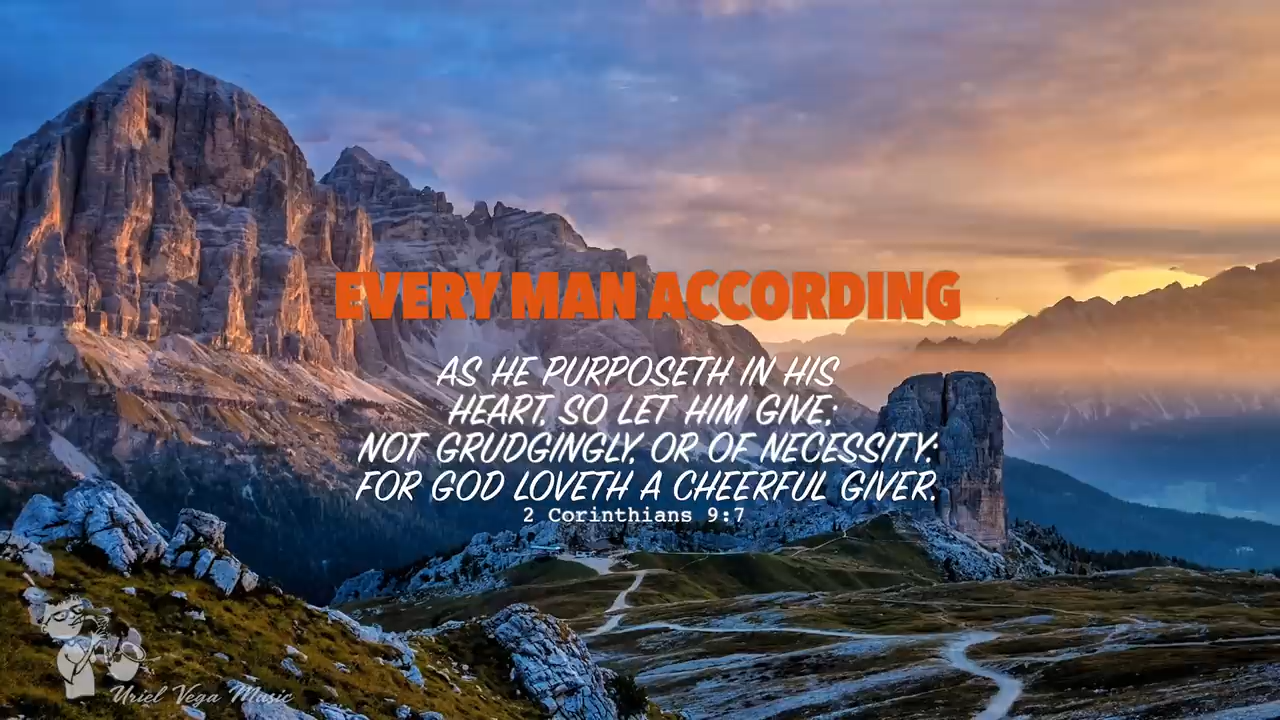 EVERY MAN ACCORDING
AS HE PURPOSETH IN HIS
HEART, SO LET HIM GIVE;
NOT GRUDGINGLY, OR OF NECESSITY:
FOR GOD LOVETH A CHEERFUL GIVER.
2 Corinthians 9:7
Uriel Vega Music